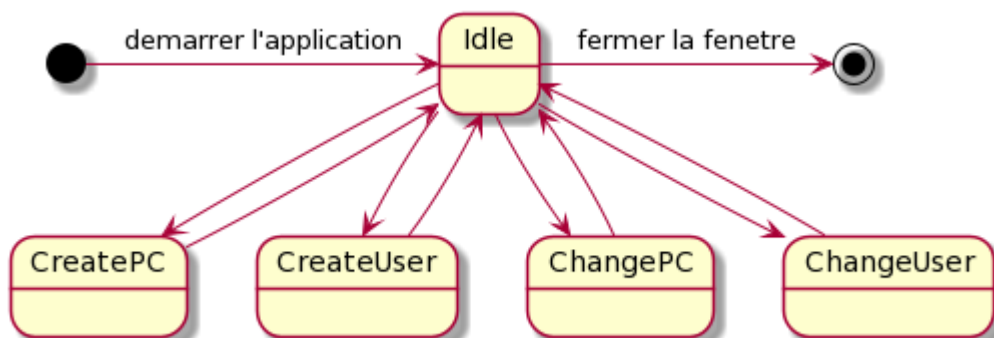 demarrer l'application
Idle
fermer la fenetre
CreatePC
CreateUser
ChangePC
ChangeUser